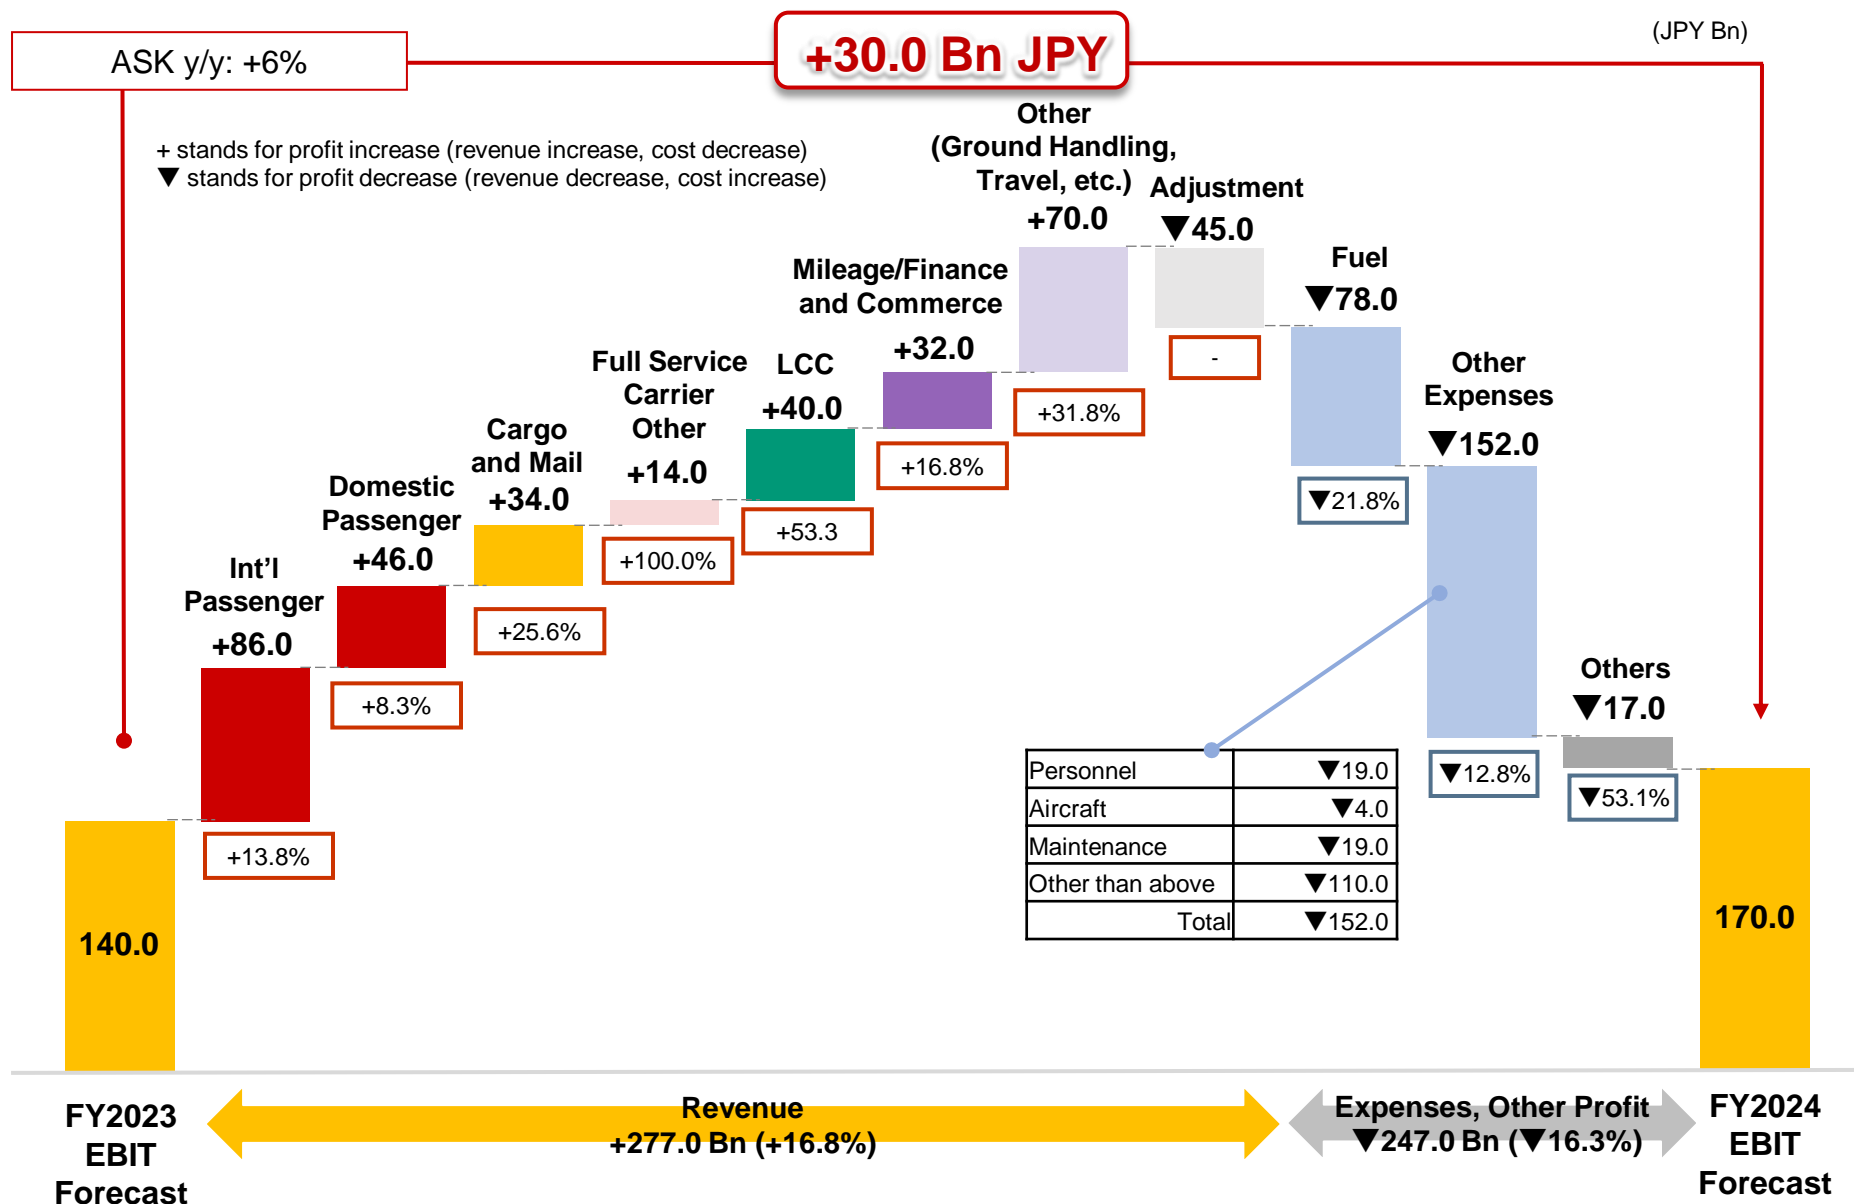 ASK y/y: +6%
+30.0 Bn JPY
(JPY Bn)
+ stands for profit increase (revenue increase, cost decrease)
▼ stands for profit decrease (revenue decrease, cost increase)
140.0
Int'l
Passenger
+86.0
+13.8%
Domestic
Passenger
+46.0
+8.3%
Cargo
and Mail
+34.0
+25.6%
Full Service
Carrier
Other
+14.0
+100.0%
LCC
+40.0
+53.3
Mileage/Finance
and Commerce
+32.0
+16.8%
Other
(Ground Handling,
Travel, etc.)
+70.0
+31.8%
Adjustment
▼45.0
-
Fuel
▼78.0
▼21.8%
Other
Expenses
▼152.0
▼12.8%
Others
▼17.0
▼53.1%
Personnel ▼19.0
Aircraft ▼4.0
Maintenance ▼19.0
Other than above ▼110.0
Total ▼152.0
170.0
FY2023
EBIT
Forecast
Revenue
+277.0 Bn (+16.8%)
Expenses, Other Profit
▼247.0 Bn (▼16.3%)
FY2024
EBIT
Forecast